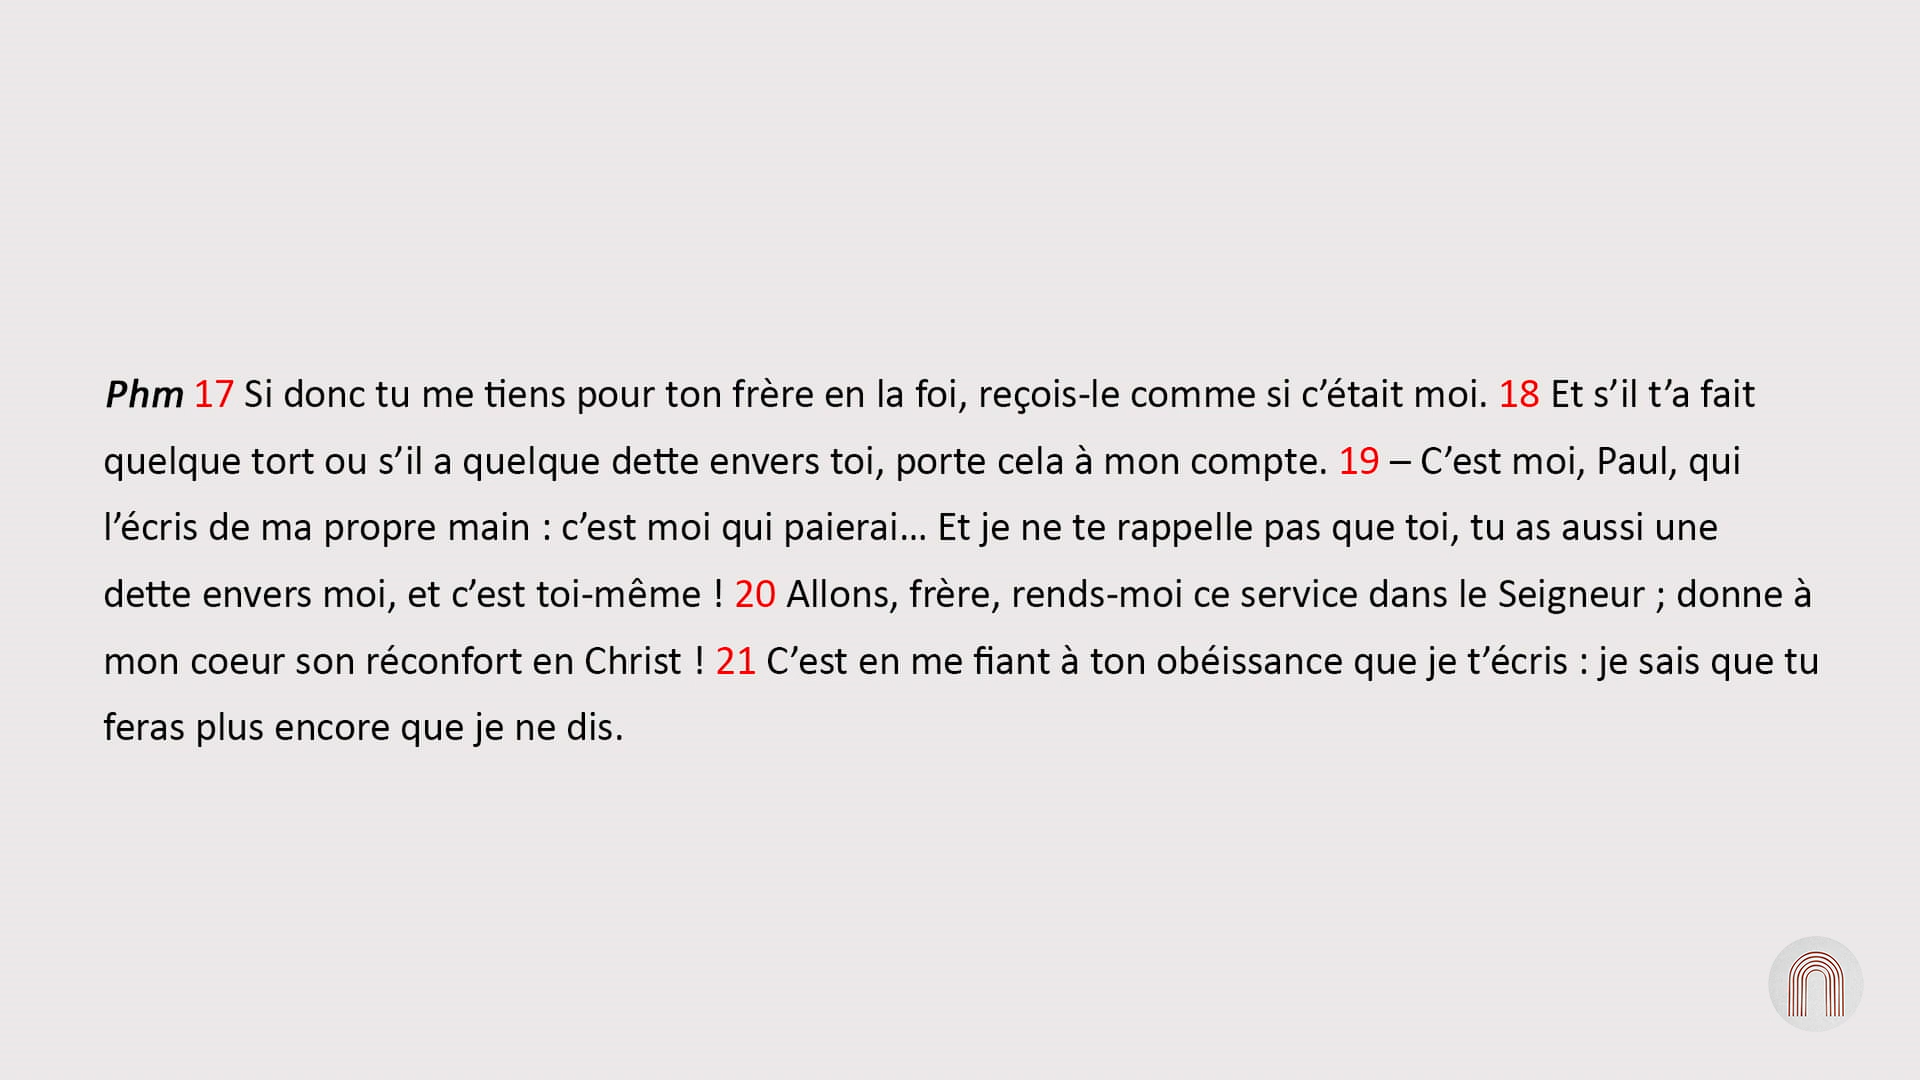 Phm 17 Si donc tu me tiens pour ton frère en la foi, reçois-le comme si c’était moi. 18 Et s’il t’a fait
quelque tort ou s’il a quelque dette envers toi, porte cela à mon compte. 19 – C’est moi, Paul, qui
l’écris de ma propre main : c’est moi qui paierai… Et je ne te rappelle pas que toi, tu as aussi une
dette envers moi, et c’est toi-même ! 20 Allons, frère, rends-moi ce service dans le Seigneur ; donne à
mon coeur son réconfort en Christ ! 21 C’est en me fiant à ton obéissance que je t’écris : je sais que tu
feras plus encore que je ne dis.